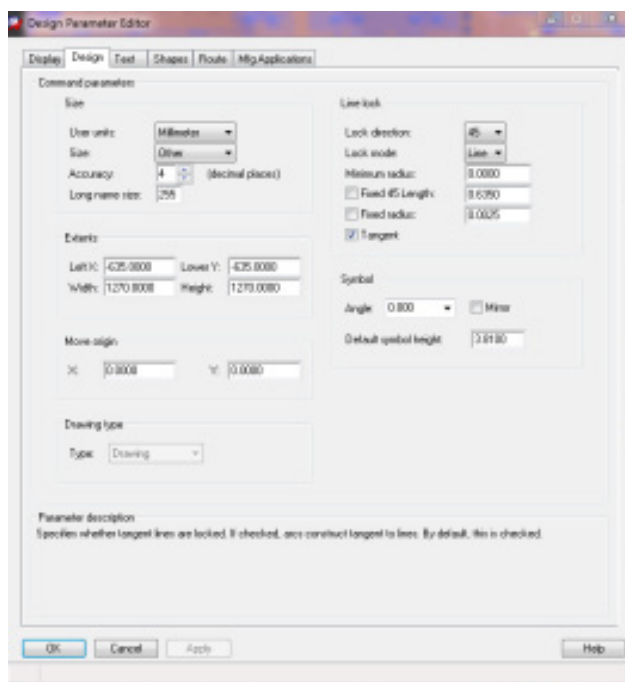 Design Parameter Editor
Display Design Text Shapes Route Mfg Applications
Command parameters
Size
User units: Millimeter
Size: Other
Accuracy: 4 (decimal places)
Long name size: 255
Extents
Left X: -635.0000 Lower Y: -635.0000
Width: 1270.0000 Height: 1270.0000
Move origin
X: 0.0000 Y: 0.0000
Drawing type
Type: Drawing
Line lock
Lock direction: 45
Lock mode: Line
Minimum radius: 0.0000
Fixed 45 Length: 0.6350
Fixed radius: 0.0025
Tangent
Symbol
Angle: 0.000 Mirror
Default symbol height: 3.8100
Parameter description
Specifies whether tangent lines are locked. If checked, arcs construct tangent to lines. By default, this is checked.
OK Cancel Apply Help